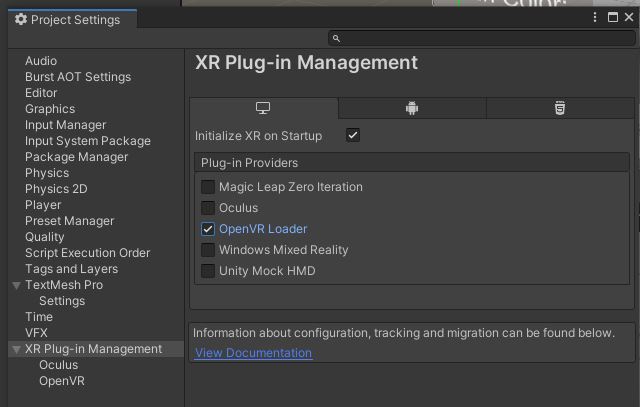 Project Settings
Audio
Burst AOT Settings
Editor
Graphics
Input Manager
Input System Package
Package Manager
Physics
Physics 2D
Player
Preset Manager
Quality
Script Execution Order
Tags and Layers
TextMesh Pro
Settings
Time
VFX
XR Plug-in Management
Oculus
OpenVR
XR Plug-in Management
Initialize XR on Startup
Plug-in Providers
Magic Leap Zero Iteration
Oculus
OpenVR Loader
Windows Mixed Reality
Unity Mock HMD
Information about configuration, tracking and migration can be found below.
View Documentation